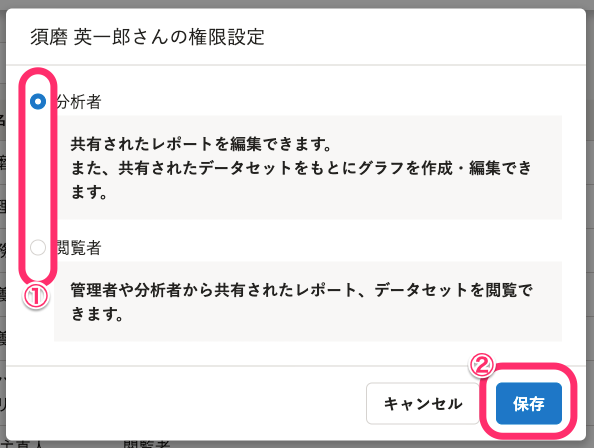 須磨 英一郎さんの権限設定
分析者
共有されたレポートを編集できます。
また、共有されたデータセットをもとにグラフを作成・編集でき
ます。
閲覧者
①
管理者や分析者から共有されたレポート、データセットを閲覧で
きます。
②
キャンセル
保存
閲覧者